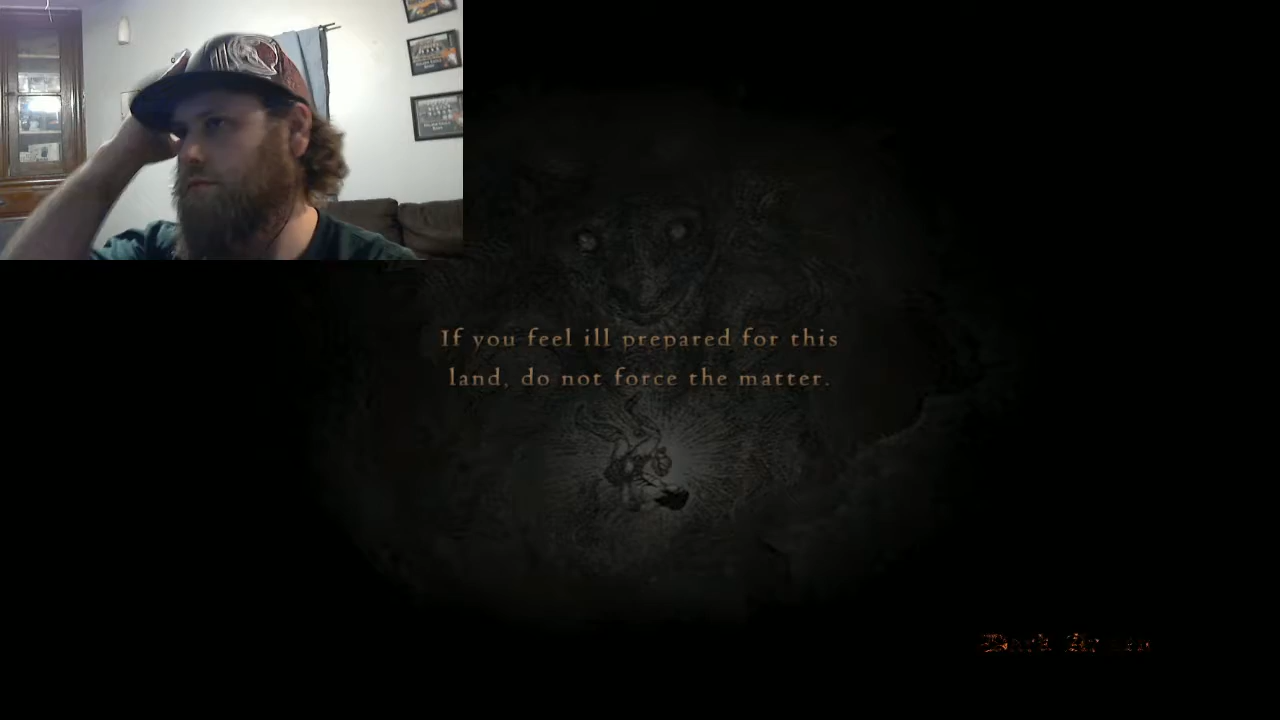 If you feel ill prepared for this
land, do not force the matter.